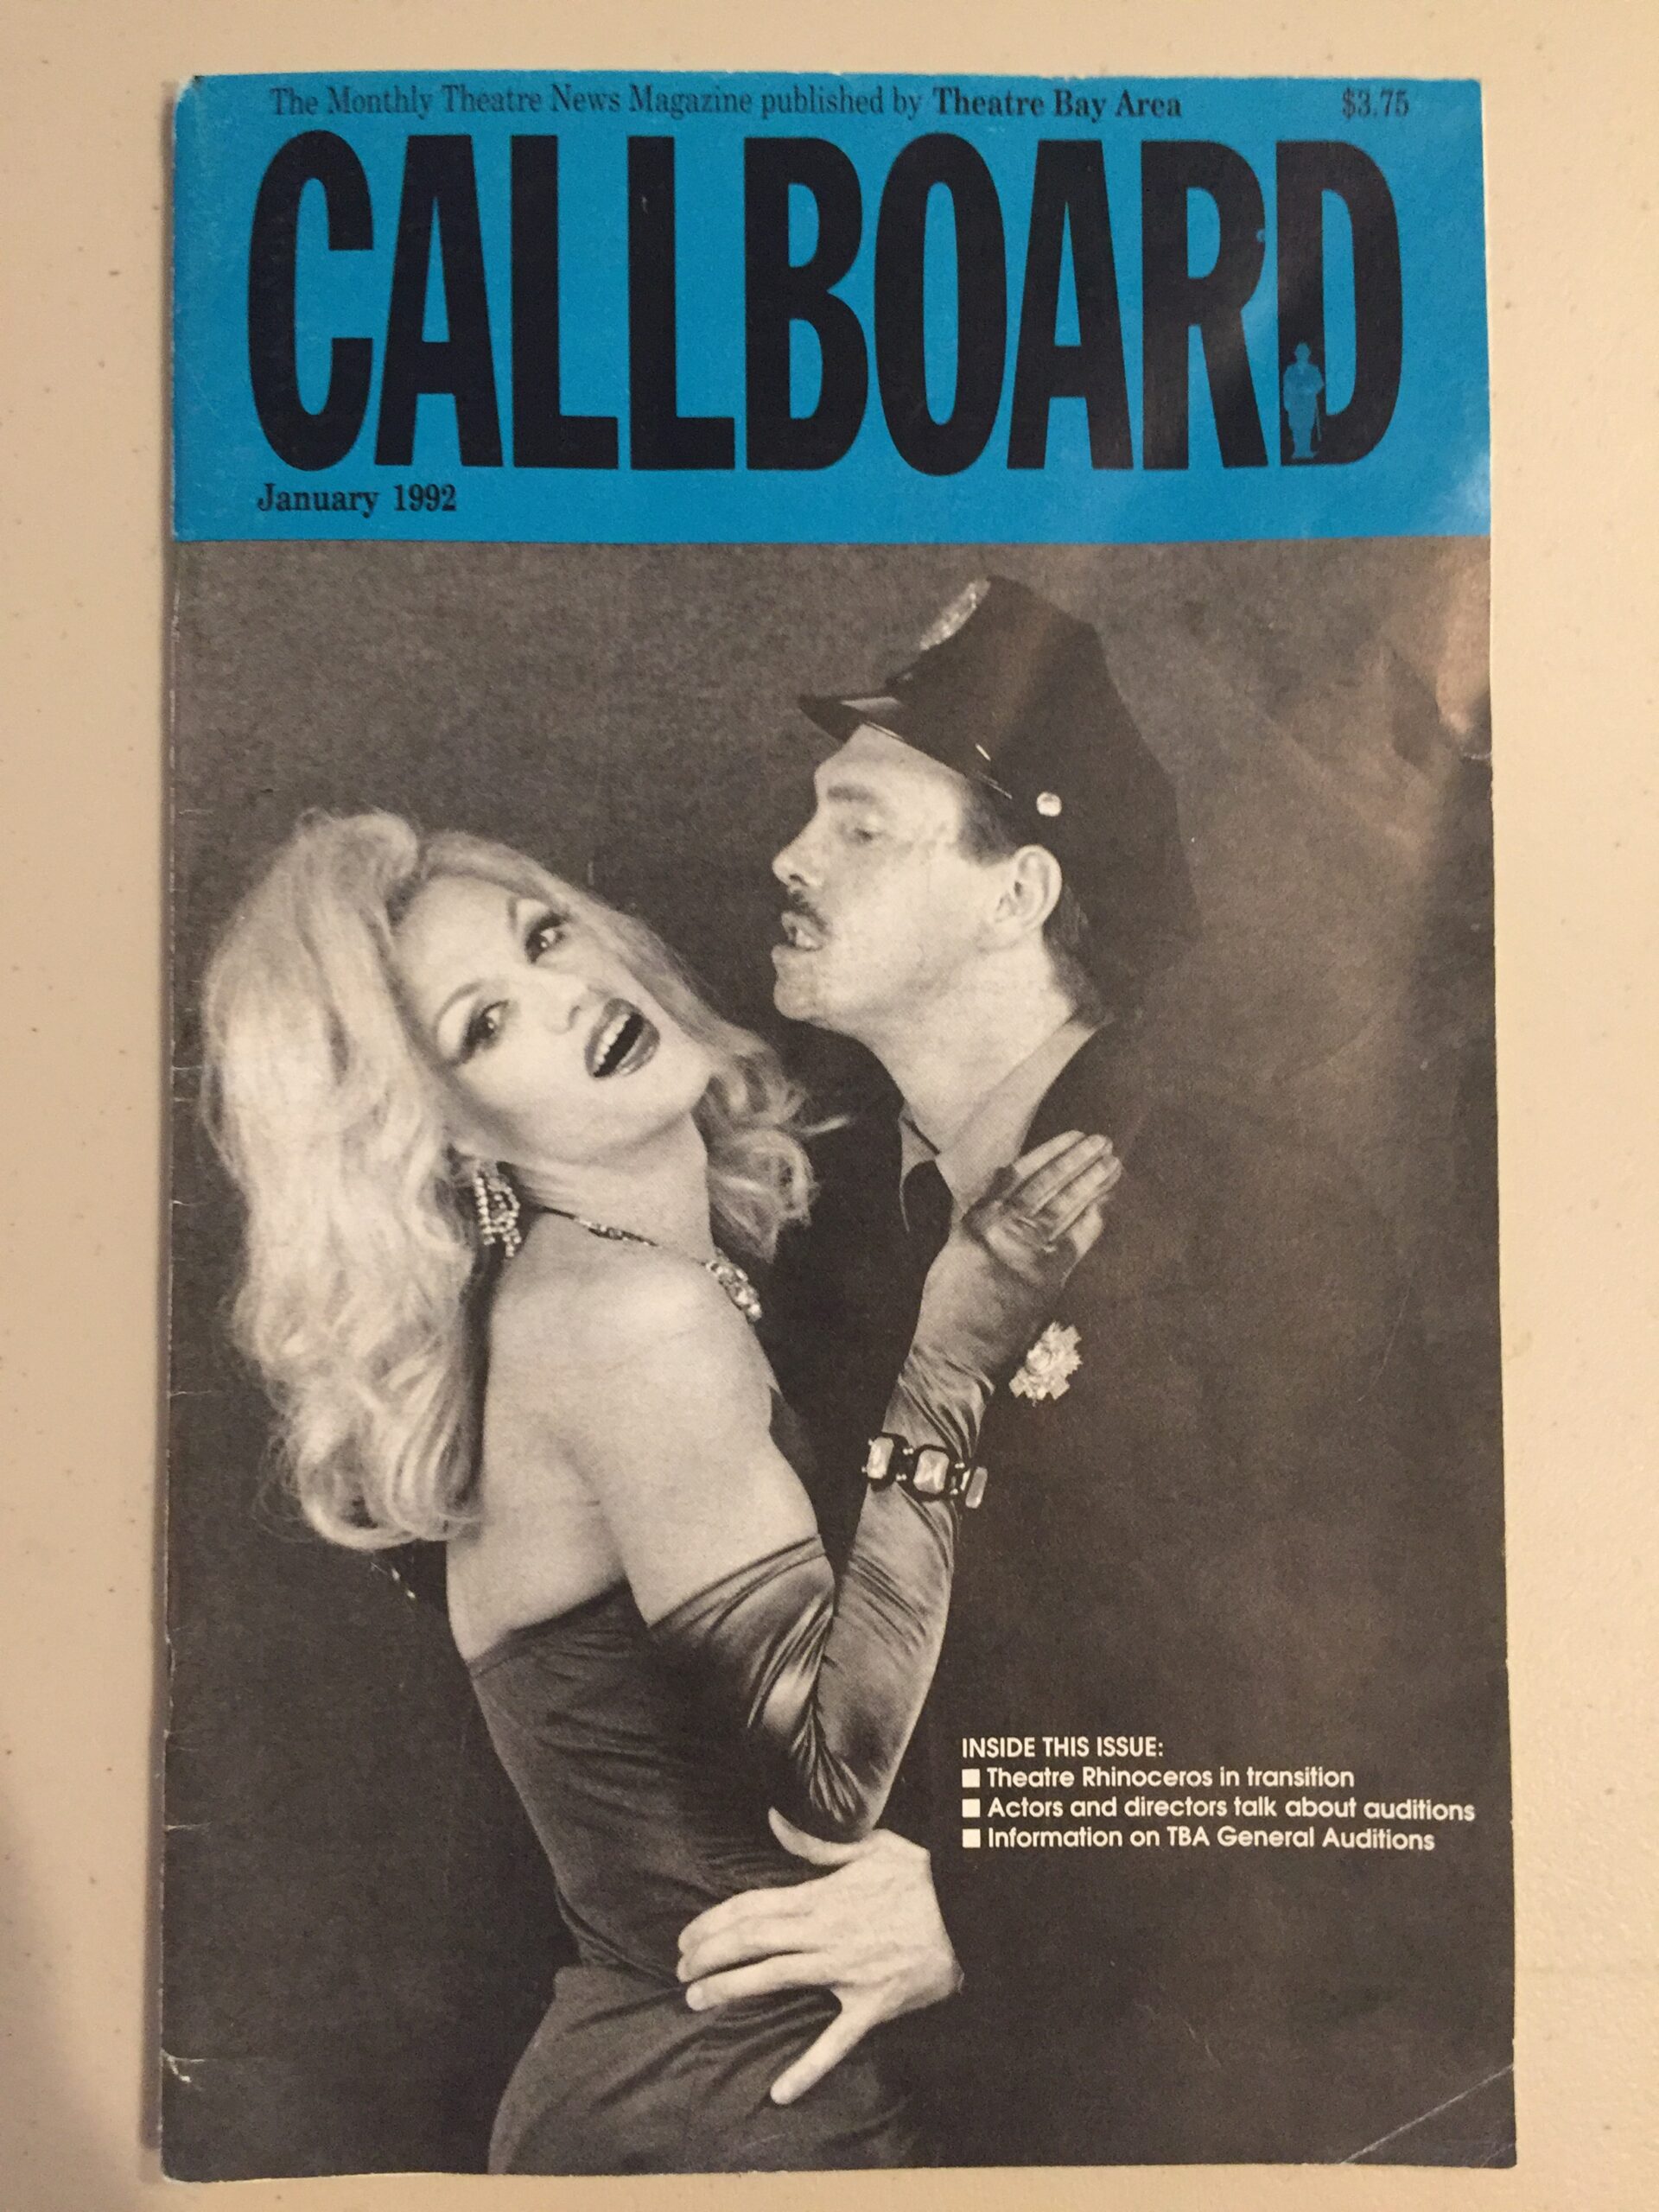 The Monthly Theatre News Magazine published by Theatre Bay Area $3.75
CALLBOARD
January 1992
INSIDE THIS ISSUE:
■ Theatre Rhinoceros in transition
■ Actors and directors talk about auditions
■ Information on TBA General Auditions